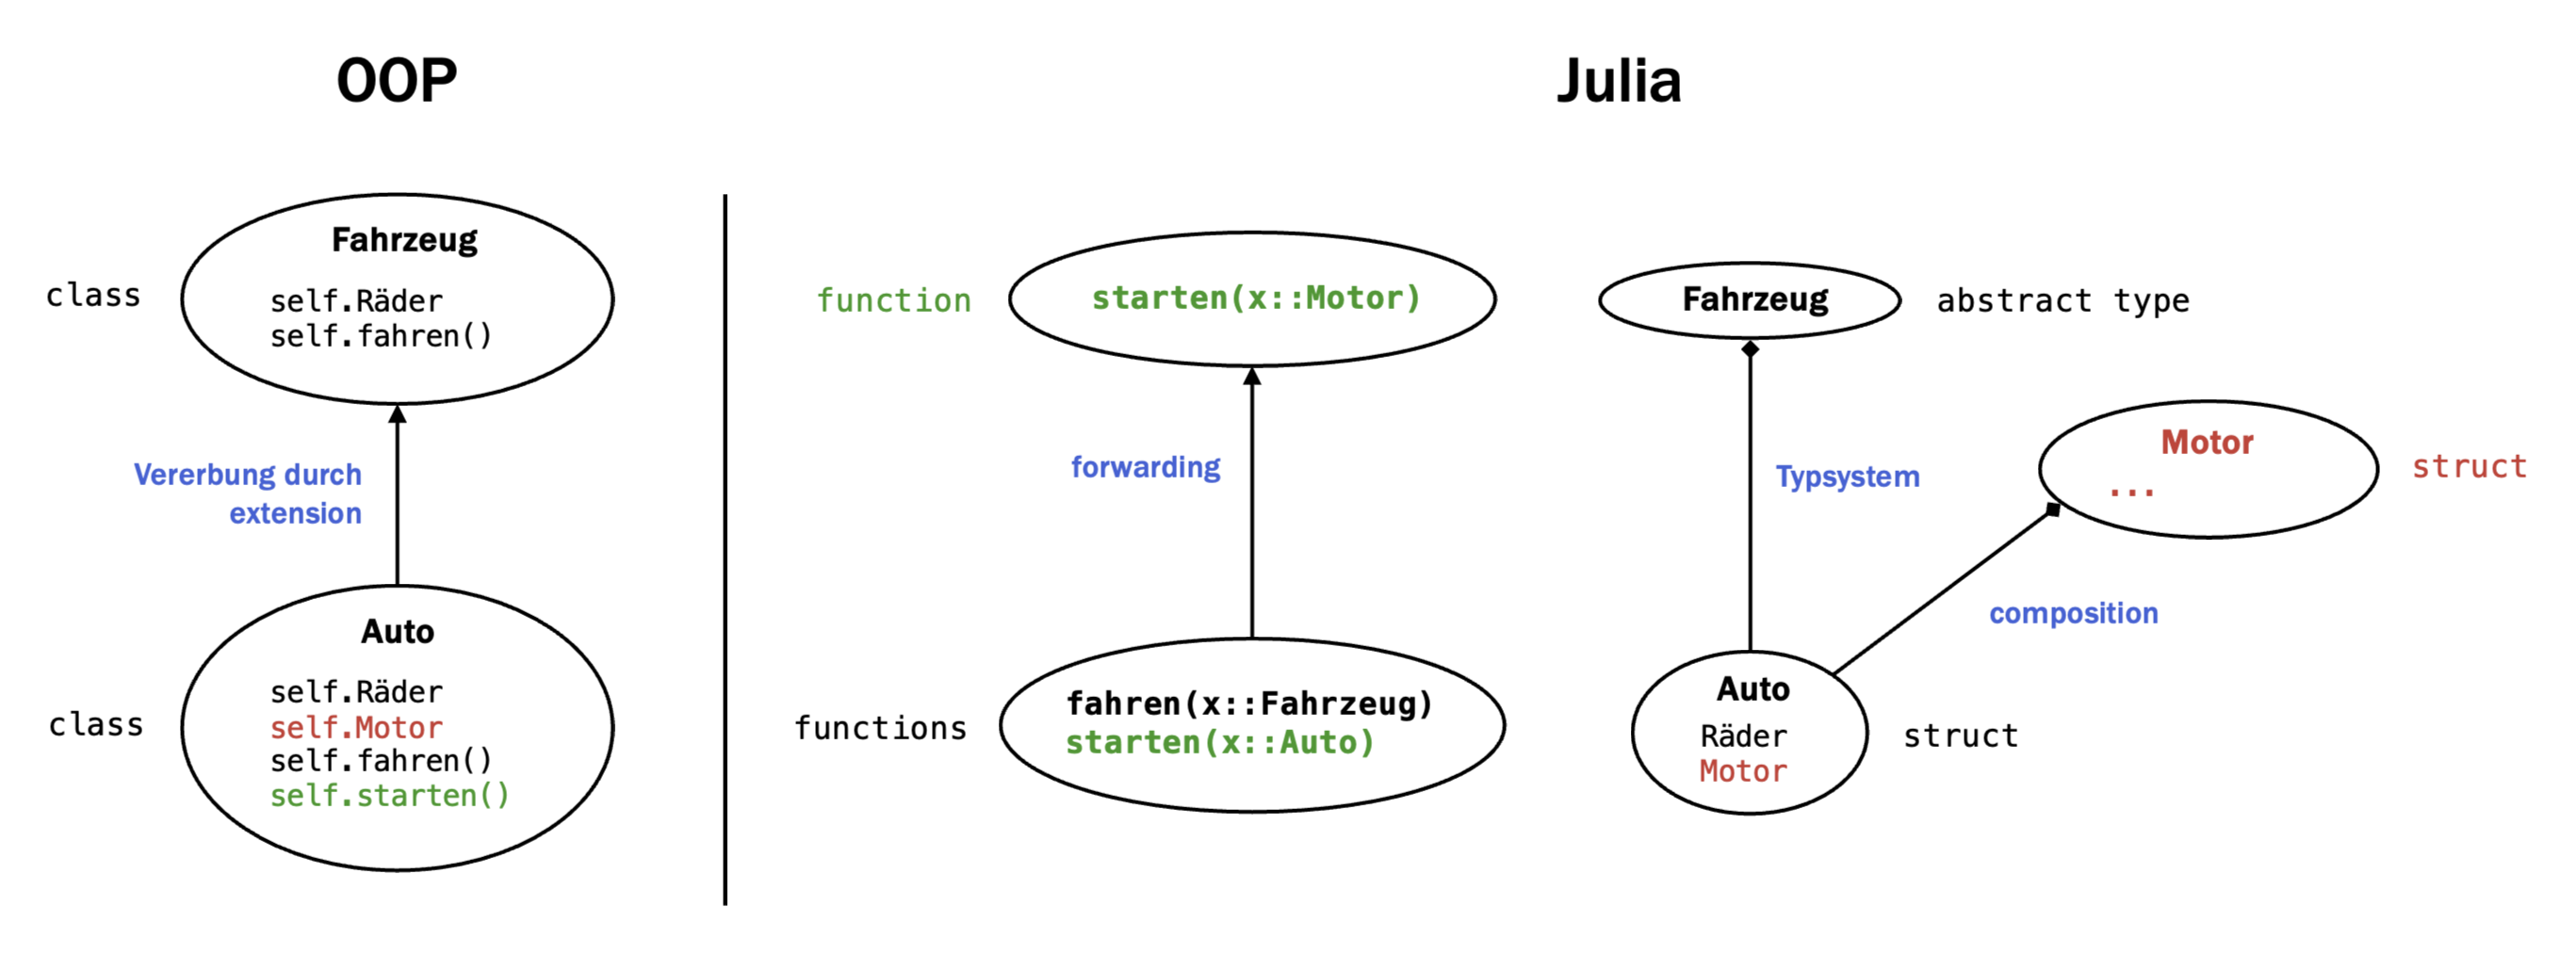 OOP
Julia
class
Fahrzeug
self.Räder
self.fahren()
Vererbung durch
extension
class
Auto
self.Räder
self.Motor
self.fahren()
self.starten()
function
starten(x::Motor)
forwarding
functions
fahren(x::Fahrzeug)
starten(x::Auto)
Fahrzeug
abstract type
Typsystem
Motor
...
struct
composition
Auto
Räder
Motor
struct